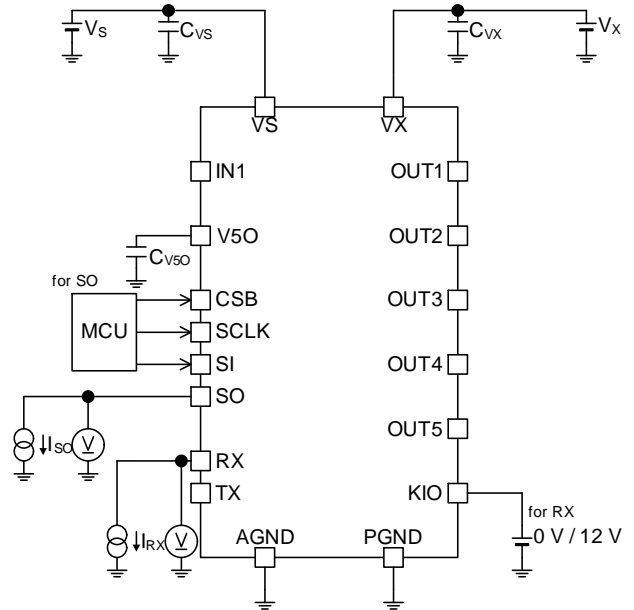 VS
CVS
CVX
VX
VS
VX
IN1
OUT1
V5O
OUT2
CV5O
for SO
MCU
CSB
OUT3
SCLK
SI
OUT4
SO
OUT5
ISO
V
RX
KIO
TX
for RX
0 V / 12 V
IRX
V
AGND
PGND